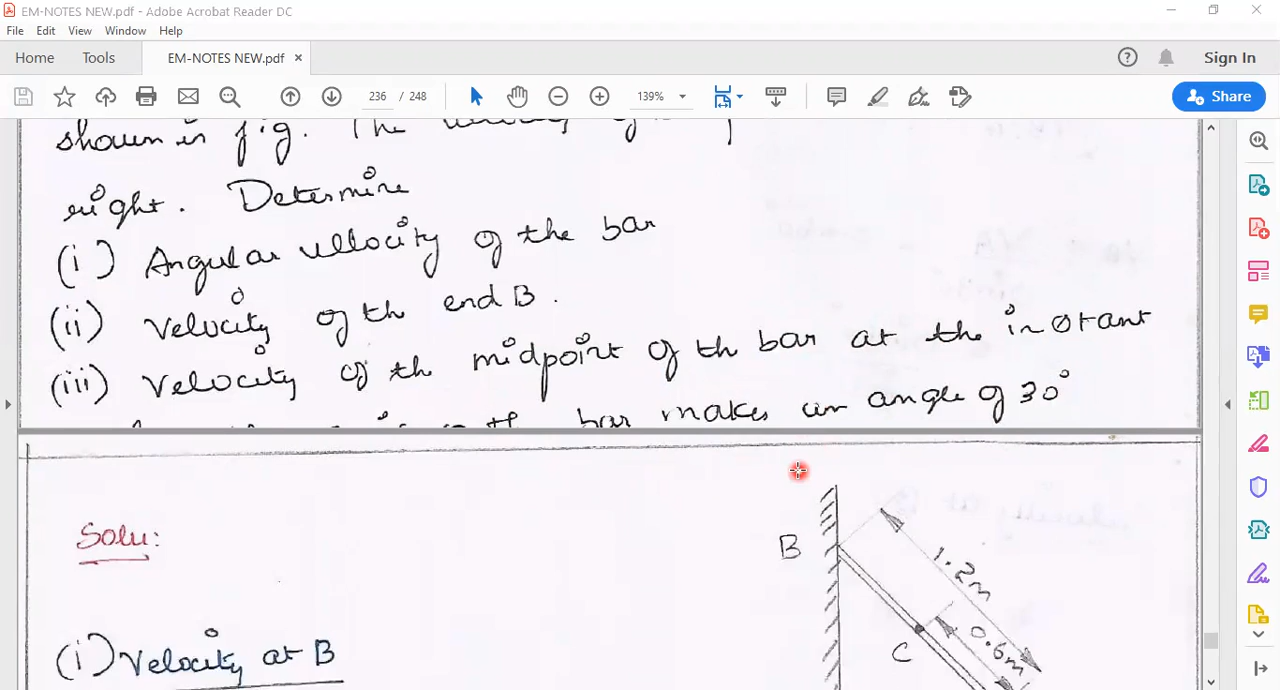 EM-NOTES NEW.pdf - Adobe Acrobat Reader DC
File Edit View Window Help
Home Tools EM-NOTES NEW.pdf × Sign In
236 / 248 139% Share
shown in fig. The
right. Determine
(i) Angular velocity of the bar
(ii) Velocity of the end B.
(iii) Velocity of the midpoint of th bar at the instant
bar makes an angle of 30°
Solu:
B
1.2m
(i) Velocity at B
C
0.6m